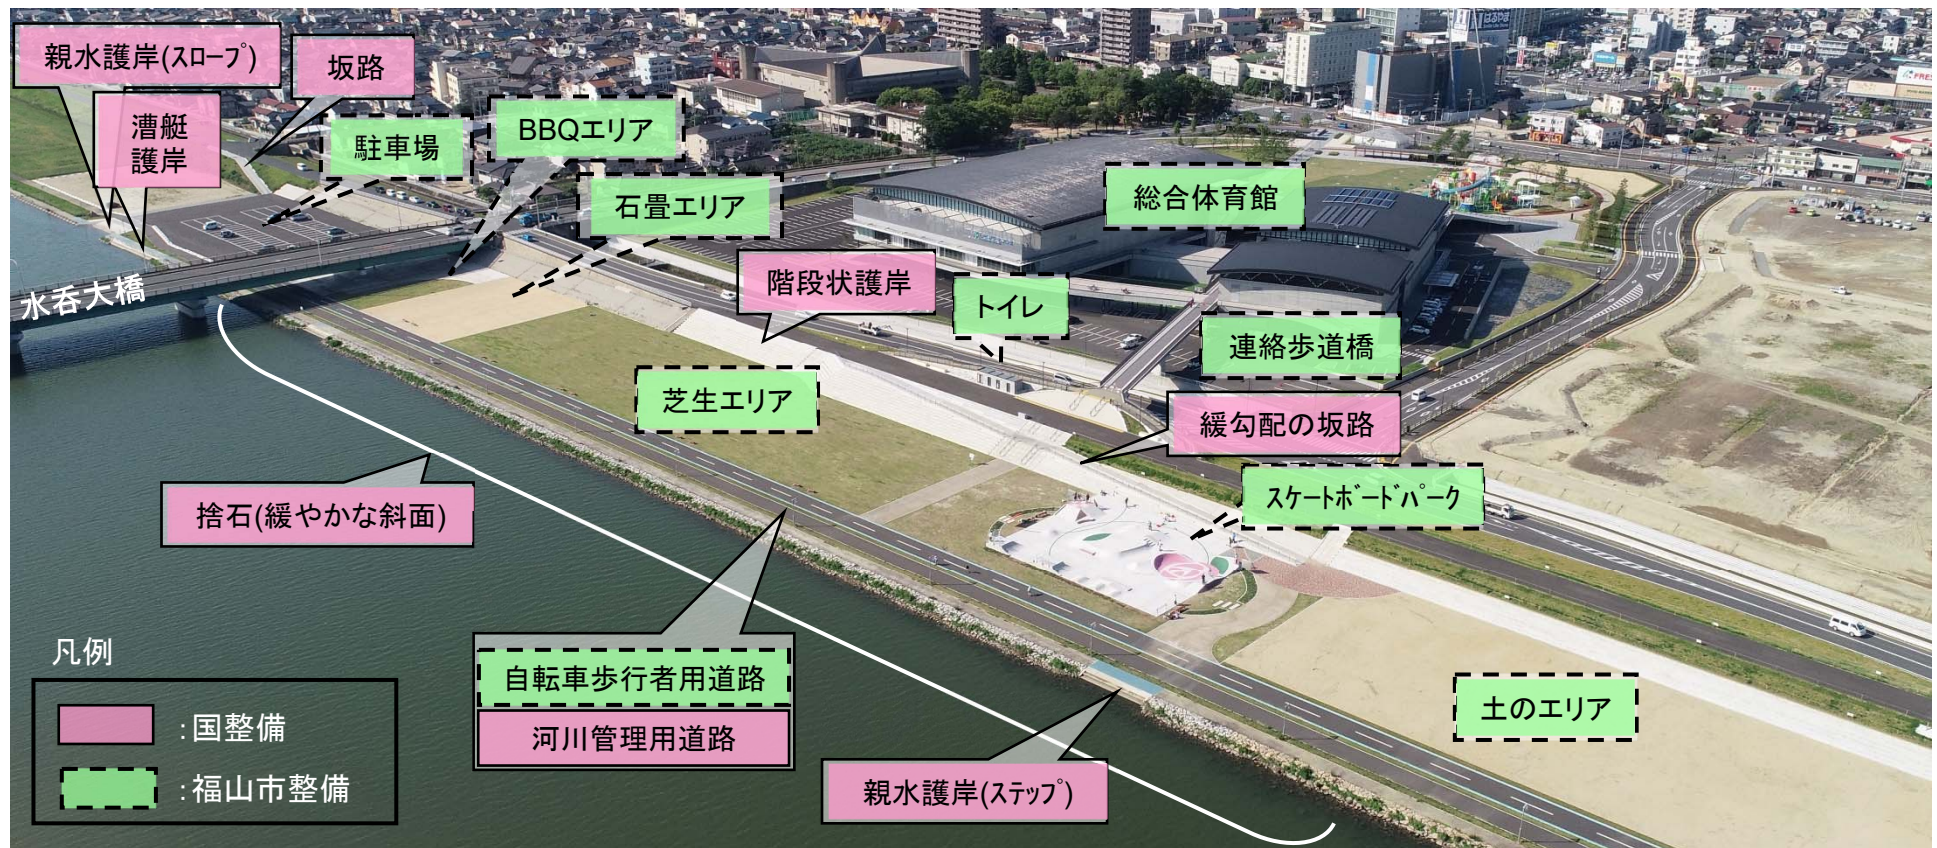 親水護岸(ｽﾛｰﾌﾟ)
坂路
漕艇
護岸
駐車場
BBQエリア
石畳エリア
総合体育館
水呑大橋
階段状護岸
トイレ
連絡歩道橋
芝生エリア
緩勾配の坂路
捨石(緩やかな斜面)
ｽｹｰﾄﾎﾞｰﾄﾞﾊﾟｰｸ
凡例
:国整備
:福山市整備
自転車歩行者用道路
河川管理用道路
土のエリア
親水護岸(ｽﾃｯﾌﾟ)
はるやま